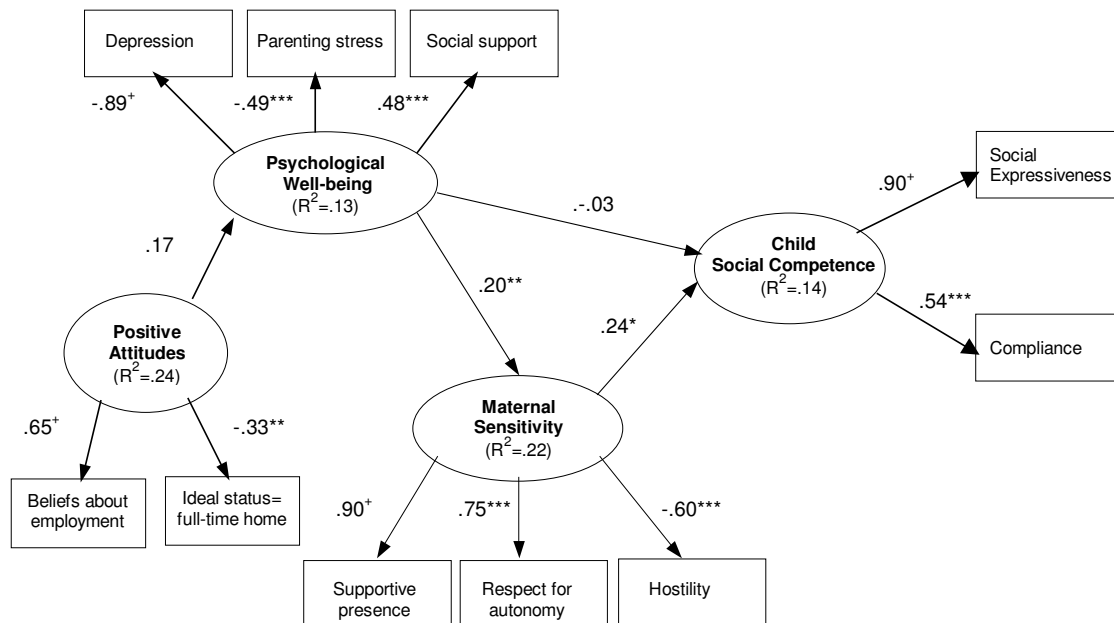 Depression
Parenting stress
Social support
-.89+
-.49***
.48***
Psychological
Well-being
(R2=.13)
Social
Expressiveness
.90+
.-.03
Child
Social Competence
(R2=.14)
.17
.20**
.54***
.24*
Compliance
Positive
Attitudes
(R2=.24)
Maternal
Sensitivity
(R2=.22)
.65+
-.33**
Beliefs about
employment
Ideal status=
full-time home
.90+
.75***
-.60***
Supportive
presence
Respect for
autonomy
Hostility